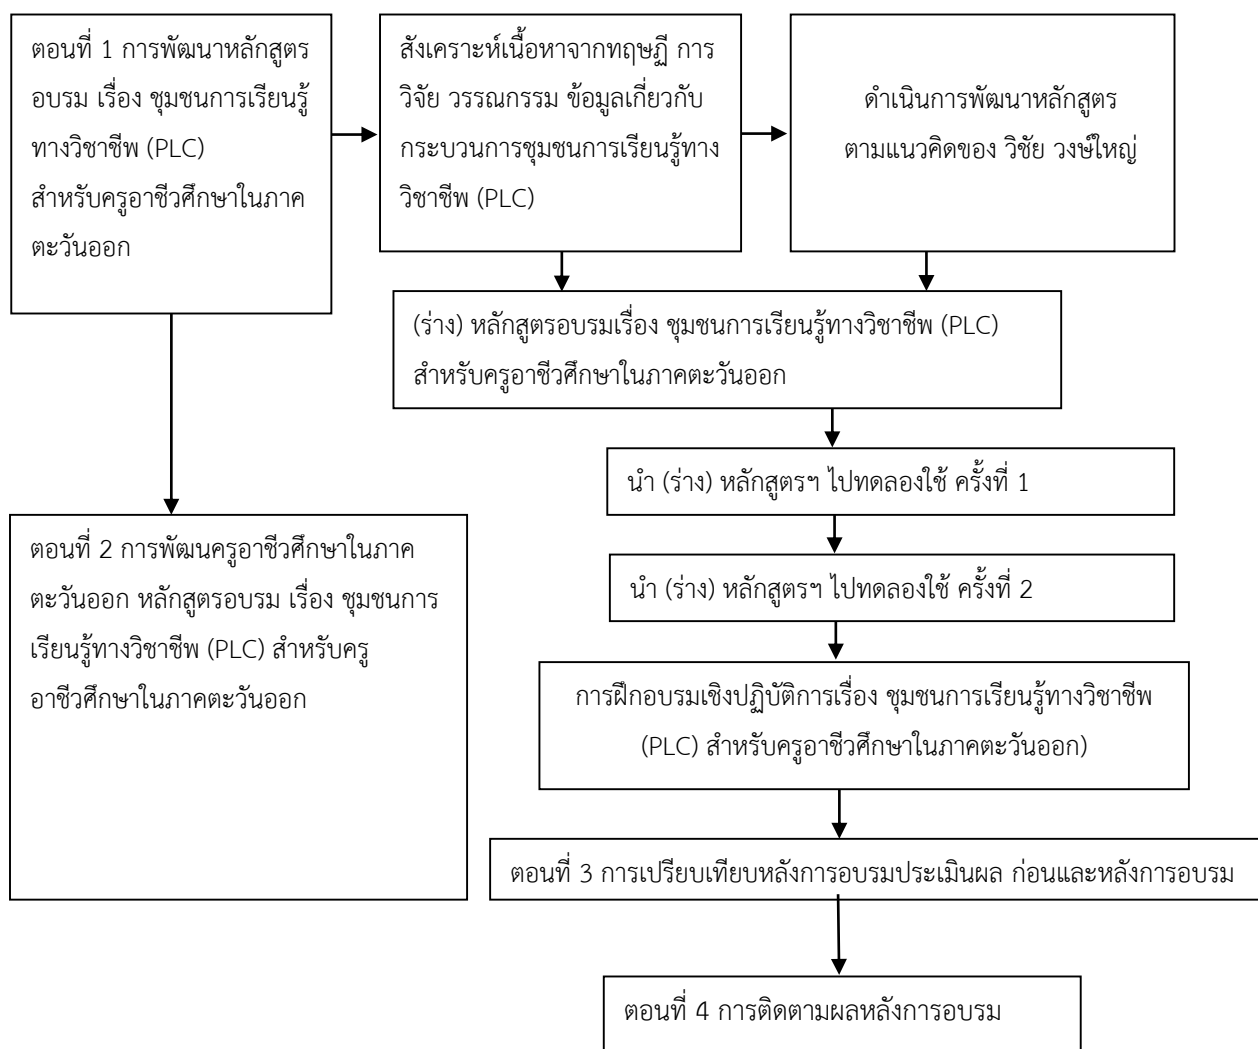 ตอนที่ 1 การพัฒนาหลักสูตร
อบรม เรื่อง ชุมชนการเรียนรู้
ทางวิชาชีพ (PLC)
สำหรับครูอาชีวศึกษาในภาค
ตะวันออก
สังเคราะห์เนื้อหาจากทฤษฏี การ
วิจัย วรรณกรรม ข้อมูลเกี่ยวกับ
กระบวนการชุมชนการเรียนรู้ทาง
วิชาชีพ (PLC)
ดำเนินการพัฒนาหลักสูตร
ตามแนวคิดของ วิชัย วงษ์ใหญ่
(ร่าง) หลักสูตรอบรมเรื่อง ชุมชนการเรียนรู้ทางวิชาชีพ (PLC)
สำหรับครูอาชีวศึกษาในภาคตะวันออก
นำ (ร่าง) หลักสูตรฯ ไปทดลองใช้ ครั้งที่ 1
นำ (ร่าง) หลักสูตรฯ ไปทดลองใช้ ครั้งที่ 2
ตอนที่ 2 การพัฒนครูอาชีวศึกษาในภาค
ตะวันออก หลักสูตรอบรม เรื่อง ชุมชนการ
เรียนรู้ทางวิชาชีพ (PLC) สำหรับครู
อาชีวศึกษาในภาคตะวันออก
การฝึกอบรมเชิงปฏิบัติการเรื่อง ชุมชนการเรียนรู้ทางวิชาชีพ
(PLC) สำหรับครูอาชีวศึกษาในภาคตะวันออก)
ตอนที่ 3 การเปรียบเทียบหลังการอบรมประเมินผล ก่อนและหลังการอบรม
ตอนที่ 4 การติดตามผลหลังการอบรม